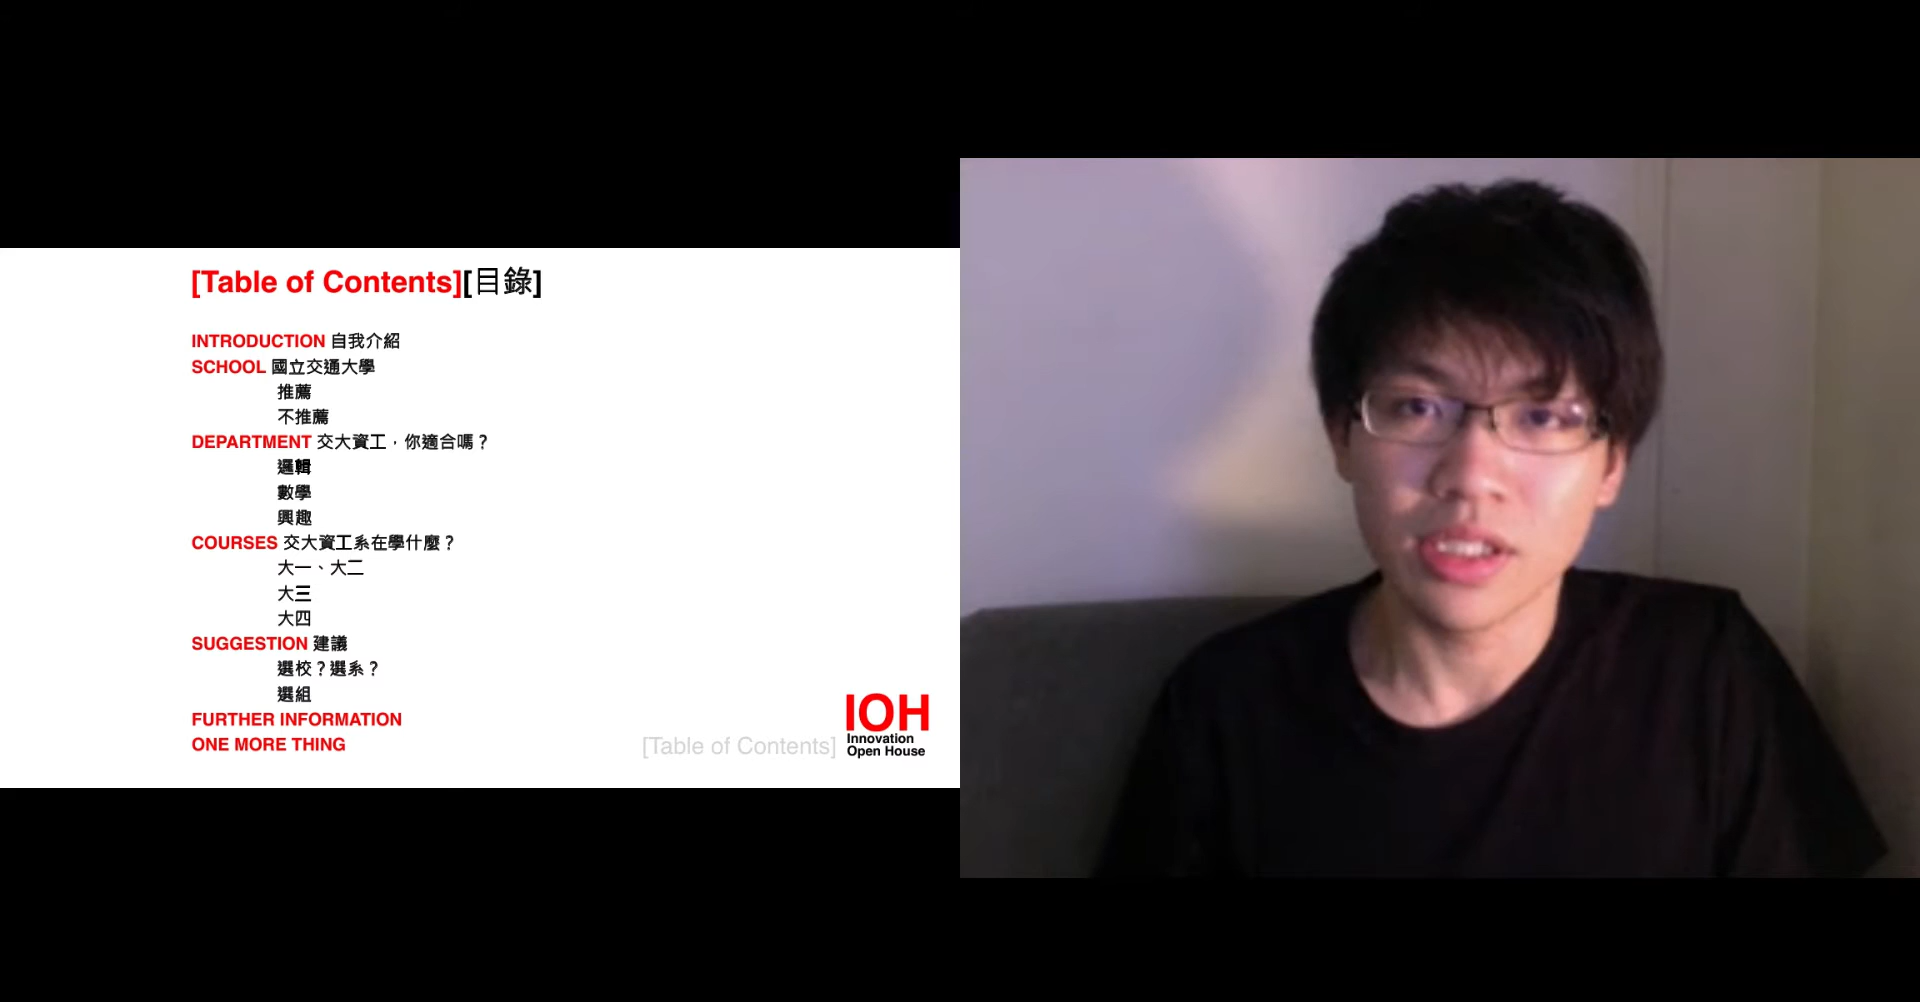 [Table of Contents][目錄]
INTRODUCTION 自我介紹
SCHOOL 國立交通大學
推薦
不推薦
DEPARTMENT 交大資工，你適合嗎？
邏輯
數學
興趣
COURSES 交大資工系在學什麼？
大一、大二
大三
大四
SUGGESTION 建議
選校？選系？
選組
FURTHER INFORMATION
ONE MORE THING
[Table of Contents]
IOH
Innovation
Open House